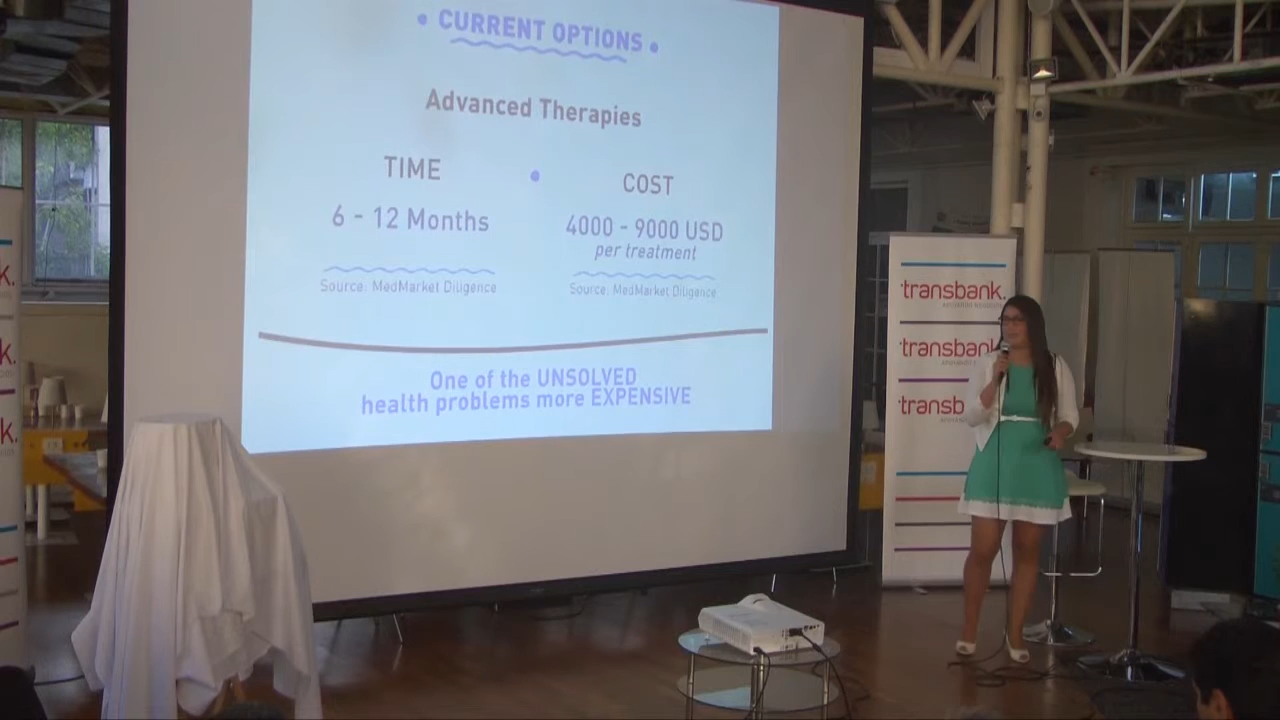 • CURRENT OPTIONS •
Advanced Therapies
TIME • COST
6 - 12 Months
4000 - 9000 USD
per treatment
Source: MedMarket Diligence
Source: MedMarket Diligence
One of the UNSOLVED
health problems more EXPENSIVE
transbank.
transbank
transb
k.
k.
k.